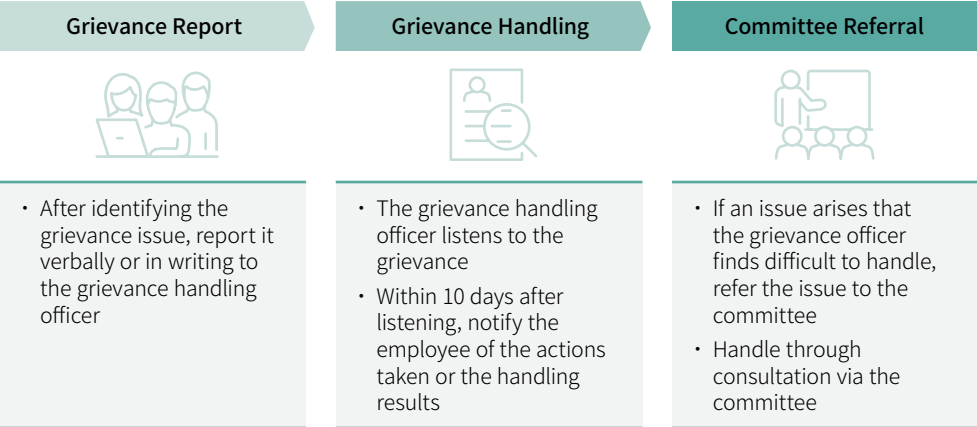 Grievance Report
Grievance Handling
Committee Referral
・ After identifying the
grievance issue, report it
verbally or in writing to
the grievance handling
officer
・ The grievance handling
officer listens to the
grievance
・ Within 10 days after
listening, notify the
employee of the actions
taken or the handling
results
・ If an issue arises that
the grievance officer
finds difficult to handle,
refer the issue to the
committee
・ Handle through
consultation via the
committee